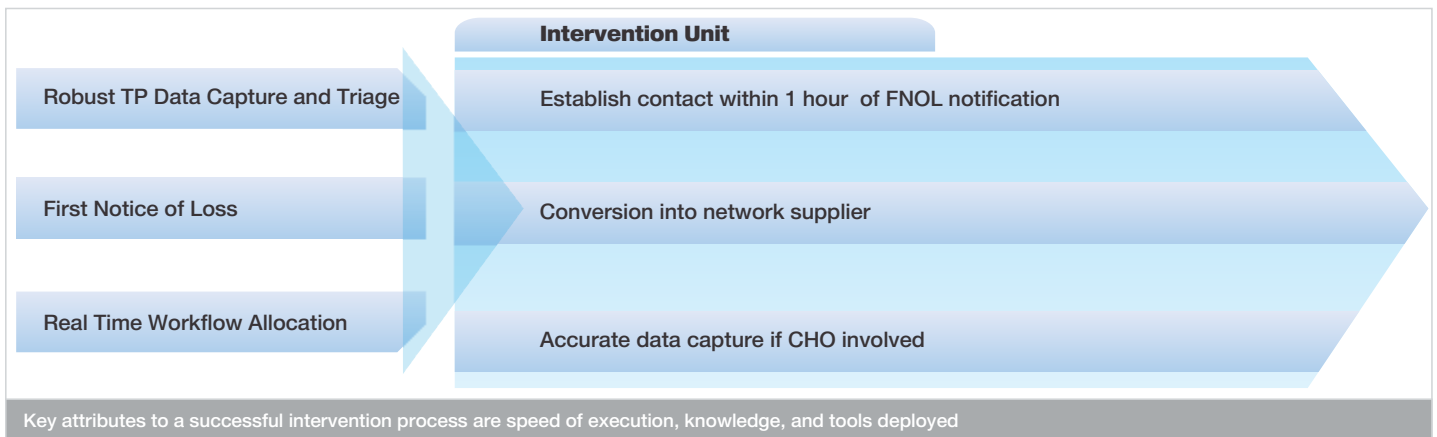 Intervention Unit
Robust TP Data Capture and Triage
First Notice of Loss
Real Time Workflow Allocation
Establish contact within 1 hour of FNOL notification
Conversion into network supplier
Accurate data capture if CHO involved
Key attributes to a successful intervention process are speed of execution, knowledge, and tools deployed